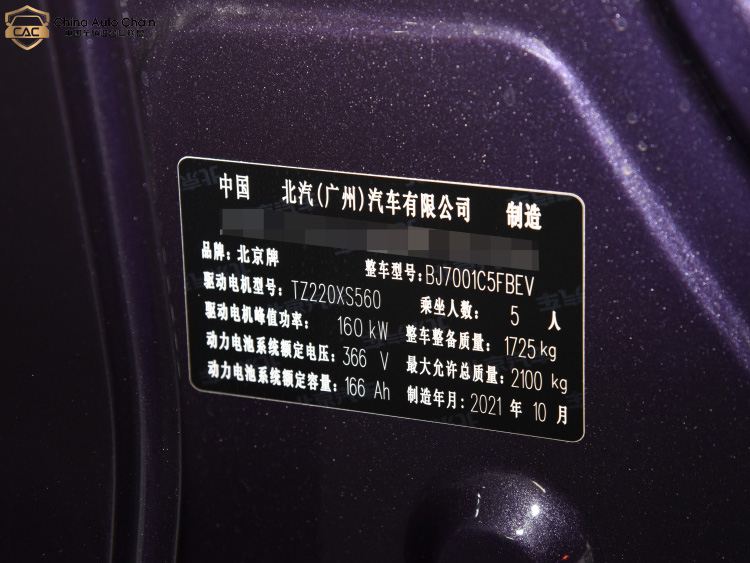 China Auto Chain
CAC
中国 北汽(广州)汽车有限公司 制造
品牌: 北京牌 整车型号: BJ7001C5FBEV
驱动电机型号: TZ220XS560 乘坐人数: 5 人
驱动电机峰值功率: 160 kW 整车整备质量: 1725 kg
动力电池系统额定电压: 366 V 最大允许总质量: 2100 kg
动力电池系统额定容量: 166 Ah 制造年月: 2021 年 10 月